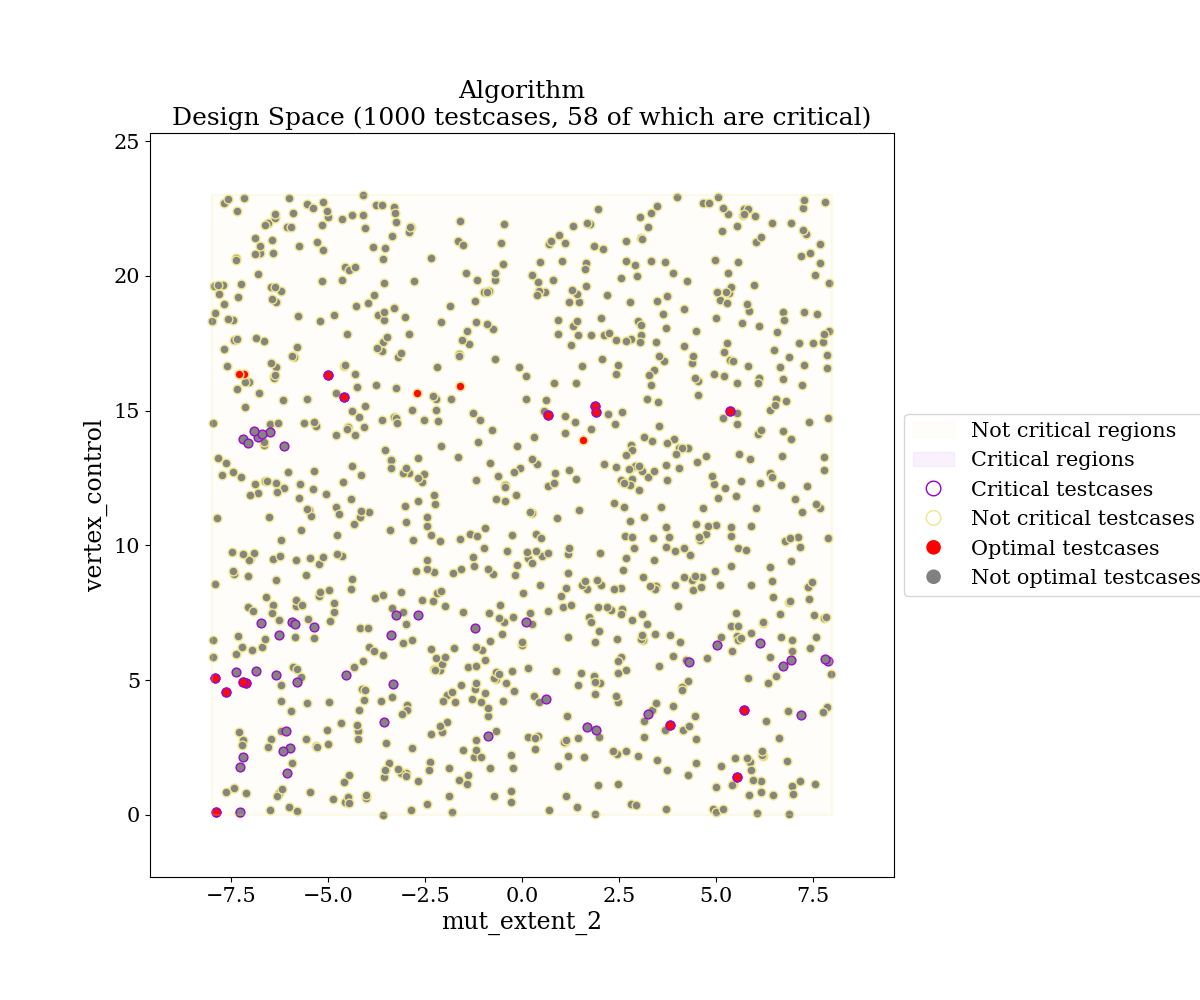 Algorithm
Design Space (1000 testcases, 58 of which are critical)
25
20
15
10
5
0
vertex_control
−7.5
−5.0
−2.5
0.0
2.5
5.0
7.5
mut_extent_2
Not critical regions
Critical regions
Critical testcases
Not critical testcases
Optimal testcases
Not optimal testcases